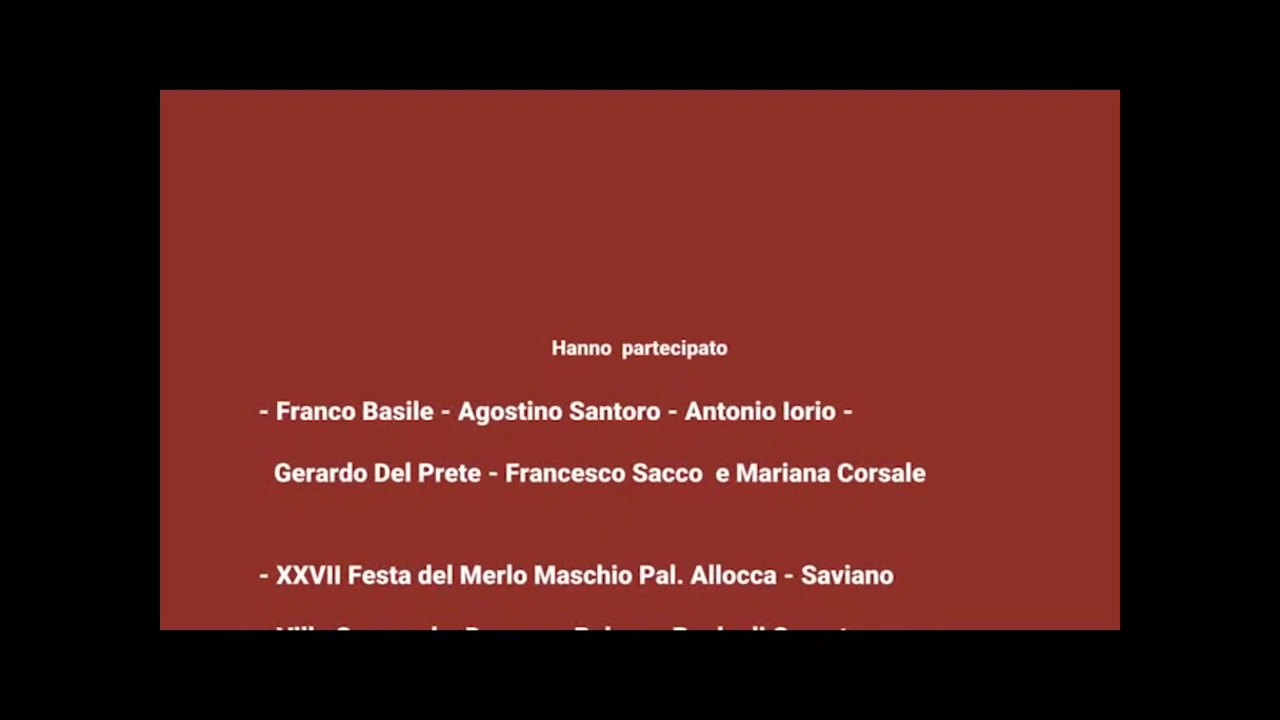 Hanno partecipato
- Franco Basile - Agostino Santoro - Antonio Iorio -
Gerardo Del Prete - Francesco Sacco e Mariana Corsale
- XXVII Festa del Merlo Maschio Pal. Allocca - Saviano